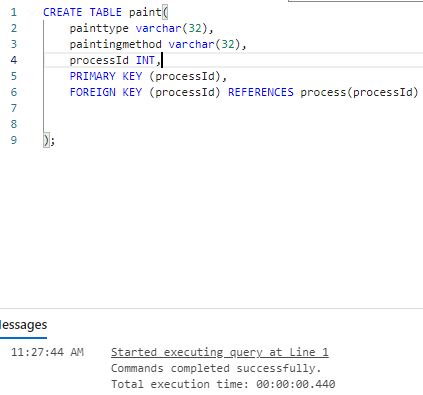 1 CREATE TABLE paint(
2 painttype varchar(32),
3 paintingmethod varchar(32),
4 processId INT,
5 PRIMARY KEY (processId),
6 FOREIGN KEY (processId) REFERENCES process(processId)
7
8
9 );
lessages
11:27:44 AM Started executing query at Line 1
Commands completed successfully.
Total execution time: 00:00:00.440